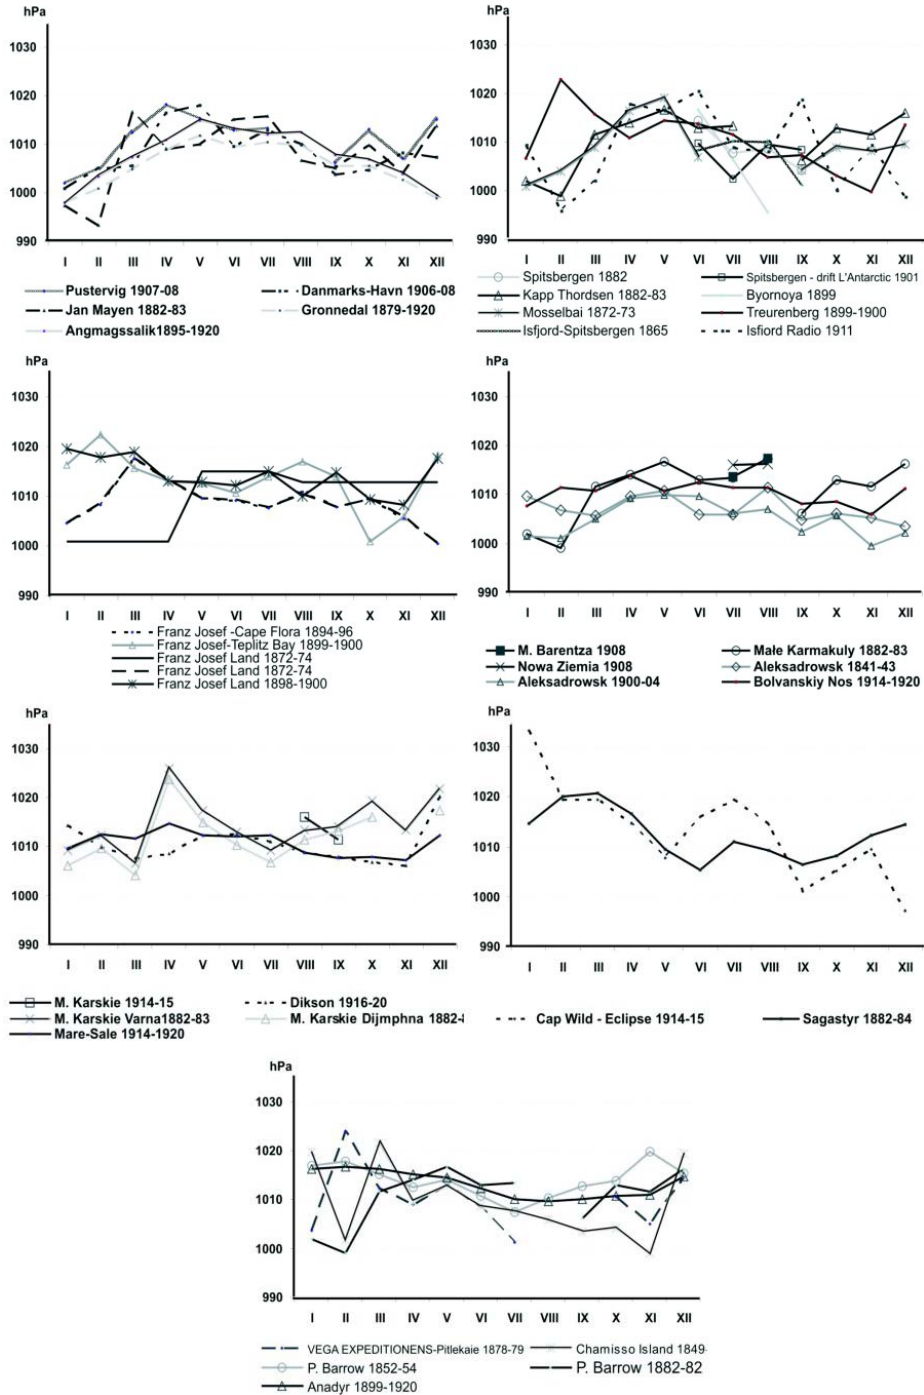 hPa
1030
1020
1010
1000
990
I II III IV V VI VII VIII IX X XI XII
Pustervig 1907-08 Danmarks-Havn 1906-08
Jan Mayen 1882-83 Gronnedal 1879-1920
Angmagssalik1895-1920
hPa
1030
1020
1010
1000
990
I II III IV V VI VII VIII IX X XI XII
Spitsbergen 1882 Spitsbergen - drift L'Antarctic 1901
Kapp Thordsen 1882-83 Byornoya 1899
Mosselbai 1872-73 Treurenberg 1899-1900
Isfjord-Spitsbergen 1865 Isfiord Radio 1911
hPa
1030
1020
1010
1000
990
I II III IV V VI VII VIII IX X XI XII
Franz Josef -Cape Flora 1894-96
Franz Josef-Teplitz Bay 1899-1900
Franz Josef Land 1872-74
Franz Josef Land 1872-74
Franz Josef Land 1898-1900
hPa
1030
1020
1010
1000
990
I II III IV V VI VII VIII IX X XI XII
M. Barentza 1908 Małe Karmakuly 1882-83
Nowa Ziemia 1908 Aleksadrowsk 1841-43
Aleksadrowsk 1900-04 Bolvanskiy Nos 1914-1920
hPa
1030
1020
1010
1000
990
I II III IV V VI VII VIII IX X XI XII
M. Karskie 1914-15 Dikson 1916-20
M. Karskie Varna1882-83 M. Karskie Dijmphna 1882-
Mare-Sale 1914-1920
hPa
1030
1020
1010
1000
990
I II III IV V VI VII VIII IX X XI XII
Cap Wild - Eclipse 1914-15 Sagastyr 1882-84
hPa
1030
1020
1010
1000
990
I II III IV V VI VII VIII IX X XI XII
VEGA EXPEDITIONENS-Pitlekaie 1878-79 Chamisso Island 1849-
P. Barrow 1852-54 P. Barrow 1882-82
Anadyr 1899-1920